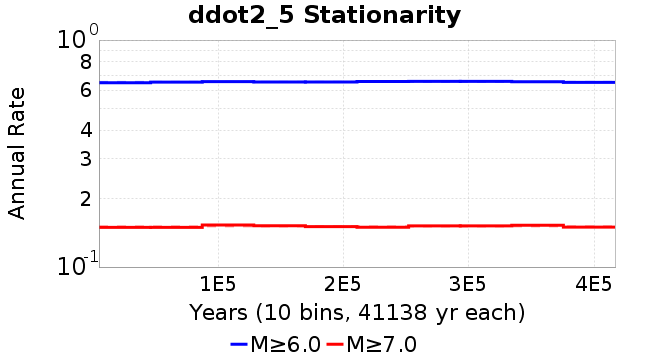 ddot2_5 Stationarity
10^0
8
6
4
3
2
10^-1
Annual Rate
1E5 2E5 3E5 4E5
Years (10 bins, 41138 yr each)
M≥6.0 M≥7.0